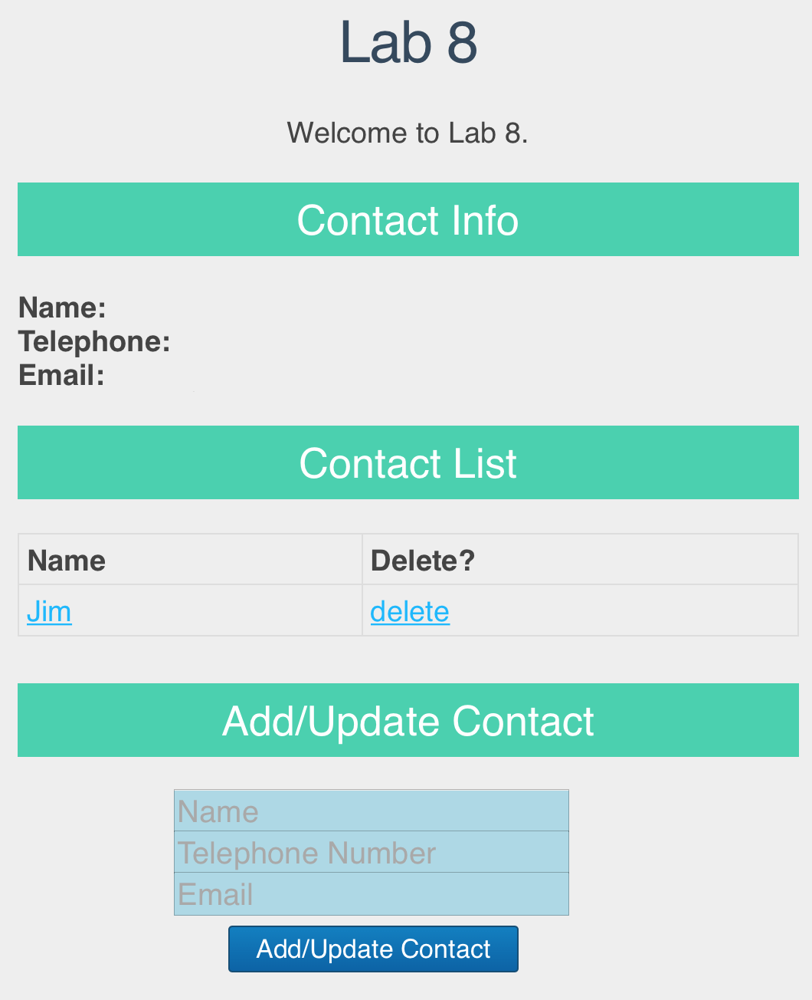 Lab 8
Welcome to Lab 8.
Contact Info
Name:
Telephone:
Email:
Contact List
Name Delete?
Jim delete
Add/Update Contact
Name
Telephone Number
Email
Add/Update Contact